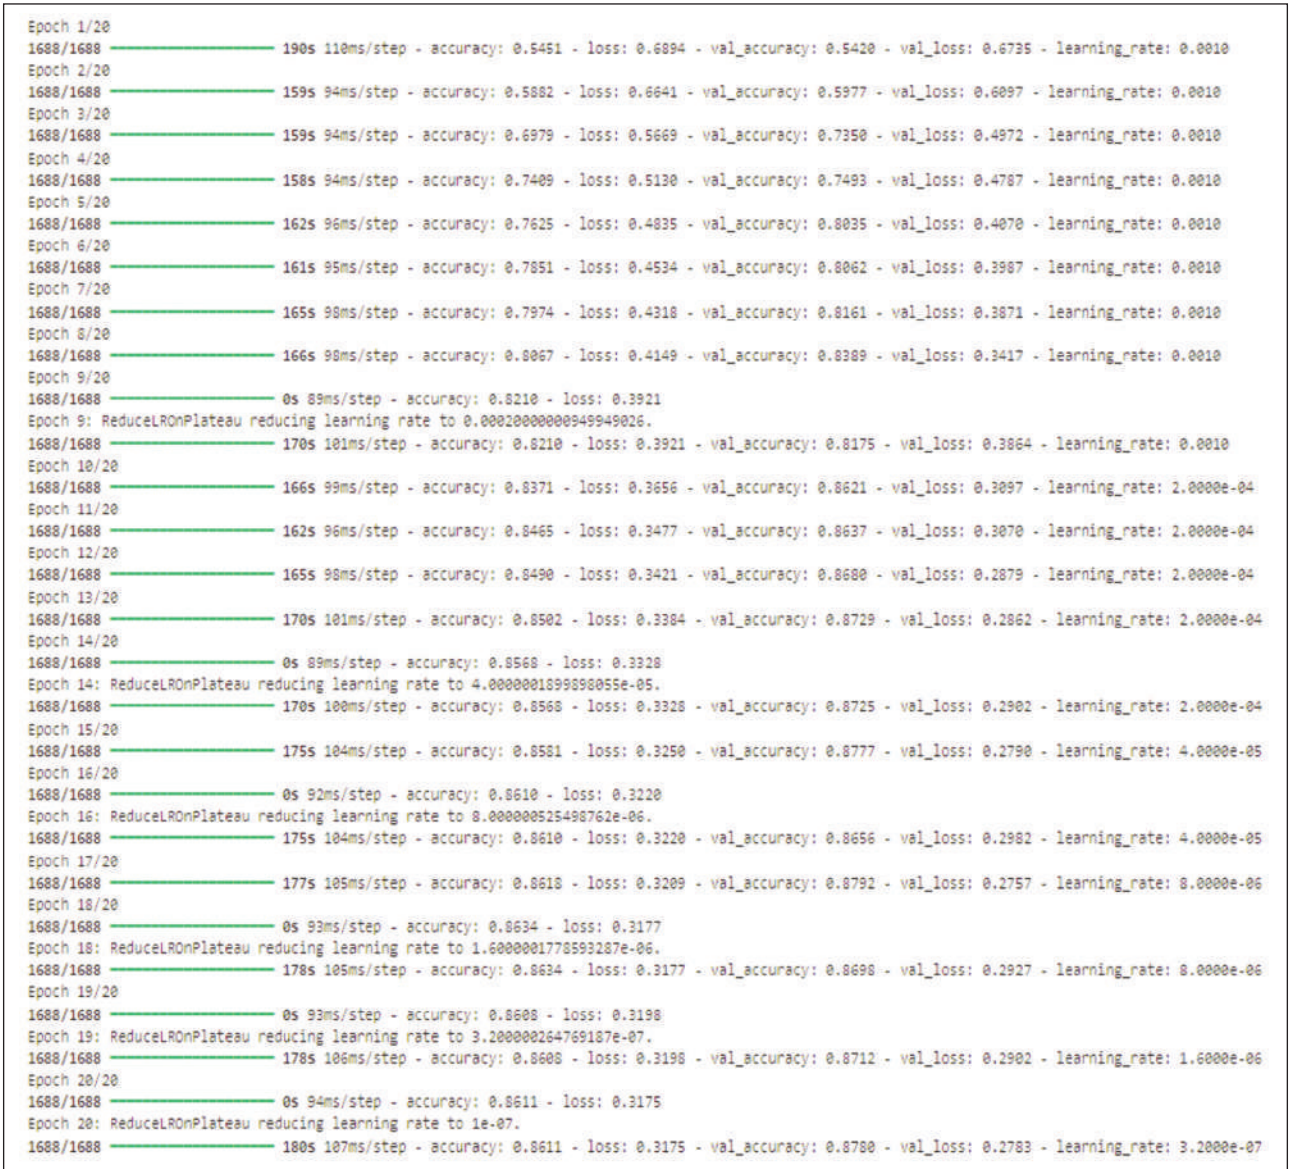 Epoch 1/20
1688/1688 190s 110ms/step - accuracy: 0.5451 - loss: 0.6894 - val_accuracy: 0.5420 - val_loss: 0.6735 - learning_rate: 0.0010
Epoch 2/20
1688/1688 159s 94ms/step - accuracy: 0.5882 - loss: 0.6641 - val_accuracy: 0.5977 - val_loss: 0.6097 - learning_rate: 0.0010
Epoch 3/20
1688/1688 159s 94ms/step - accuracy: 0.6979 - loss: 0.5669 - val_accuracy: 0.7350 - val_loss: 0.4972 - learning_rate: 0.0010
Epoch 4/20
1688/1688 158s 94ms/step - accuracy: 0.7409 - loss: 0.5130 - val_accuracy: 0.7493 - val_loss: 0.4787 - learning_rate: 0.0010
Epoch 5/20
1688/1688 162s 96ms/step - accuracy: 0.7625 - loss: 0.4835 - val_accuracy: 0.8035 - val_loss: 0.4070 - learning_rate: 0.0010
Epoch 6/20
1688/1688 161s 95ms/step - accuracy: 0.7851 - loss: 0.4534 - val_accuracy: 0.8062 - val_loss: 0.3987 - learning_rate: 0.0010
Epoch 7/20
1688/1688 165s 98ms/step - accuracy: 0.7974 - loss: 0.4318 - val_accuracy: 0.8161 - val_loss: 0.3871 - learning_rate: 0.0010
Epoch 8/20
1688/1688 166s 98ms/step - accuracy: 0.8067 - loss: 0.4149 - val_accuracy: 0.8389 - val_loss: 0.3417 - learning_rate: 0.0010
Epoch 9/20
1688/1688 0s 89ms/step - accuracy: 0.8210 - loss: 0.3921
Epoch 9: ReduceLROnPlateau reducing learning rate to 0.00020000000949949026.
1688/1688 170s 101ms/step - accuracy: 0.8210 - loss: 0.3921 - val_accuracy: 0.8175 - val_loss: 0.3864 - learning_rate: 0.0010
Epoch 10/20
1688/1688 166s 99ms/step - accuracy: 0.8371 - loss: 0.3656 - val_accuracy: 0.8621 - val_loss: 0.3097 - learning_rate: 2.0000e-04
Epoch 11/20
1688/1688 162s 96ms/step - accuracy: 0.8465 - loss: 0.3477 - val_accuracy: 0.8637 - val_loss: 0.3070 - learning_rate: 2.0000e-04
Epoch 12/20
1688/1688 165s 98ms/step - accuracy: 0.8490 - loss: 0.3421 - val_accuracy: 0.8680 - val_loss: 0.2879 - learning_rate: 2.0000e-04
Epoch 13/20
1688/1688 170s 101ms/step - accuracy: 0.8502 - loss: 0.3384 - val_accuracy: 0.8729 - val_loss: 0.2862 - learning_rate: 2.0000e-04
Epoch 14/20
1688/1688 0s 89ms/step - accuracy: 0.8568 - loss: 0.3328
Epoch 14: ReduceLROnPlateau reducing learning rate to 4.0000001899898055e-05.
1688/1688 170s 100ms/step - accuracy: 0.8568 - loss: 0.3328 - val_accuracy: 0.8725 - val_loss: 0.2902 - learning_rate: 2.0000e-04
Epoch 15/20
1688/1688 175s 104ms/step - accuracy: 0.8581 - loss: 0.3250 - val_accuracy: 0.8777 - val_loss: 0.2790 - learning_rate: 4.0000e-05
Epoch 16/20
1688/1688 0s 92ms/step - accuracy: 0.8610 - loss: 0.3220
Epoch 16: ReduceLROnPlateau reducing learning rate to 8.000000525498762e-06.
1688/1688 175s 104ms/step - accuracy: 0.8610 - loss: 0.3220 - val_accuracy: 0.8656 - val_loss: 0.2982 - learning_rate: 4.0000e-05
Epoch 17/20
1688/1688 177s 105ms/step - accuracy: 0.8618 - loss: 0.3209 - val_accuracy: 0.8792 - val_loss: 0.2757 - learning_rate: 8.0000e-06
Epoch 18/20
1688/1688 0s 93ms/step - accuracy: 0.8634 - loss: 0.3177
Epoch 18: ReduceLROnPlateau reducing learning rate to 1.6000001778593287e-06.
1688/1688 178s 105ms/step - accuracy: 0.8634 - loss: 0.3177 - val_accuracy: 0.8698 - val_loss: 0.2927 - learning_rate: 8.0000e-06
Epoch 19/20
1688/1688 0s 93ms/step - accuracy: 0.8608 - loss: 0.3198
Epoch 19: ReduceLROnPlateau reducing learning rate to 3.200000264769187e-07.
1688/1688 178s 106ms/step - accuracy: 0.8608 - loss: 0.3198 - val_accuracy: 0.8712 - val_loss: 0.2902 - learning_rate: 1.6000e-06
Epoch 20/20
1688/1688 0s 94ms/step - accuracy: 0.8611 - loss: 0.3175
Epoch 20: ReduceLROnPlateau reducing learning rate to 1e-07.
1688/1688 180s 107ms/step - accuracy: 0.8611 - loss: 0.3175 - val_accuracy: 0.8780 - val_loss: 0.2783 - learning_rate: 3.2000e-07